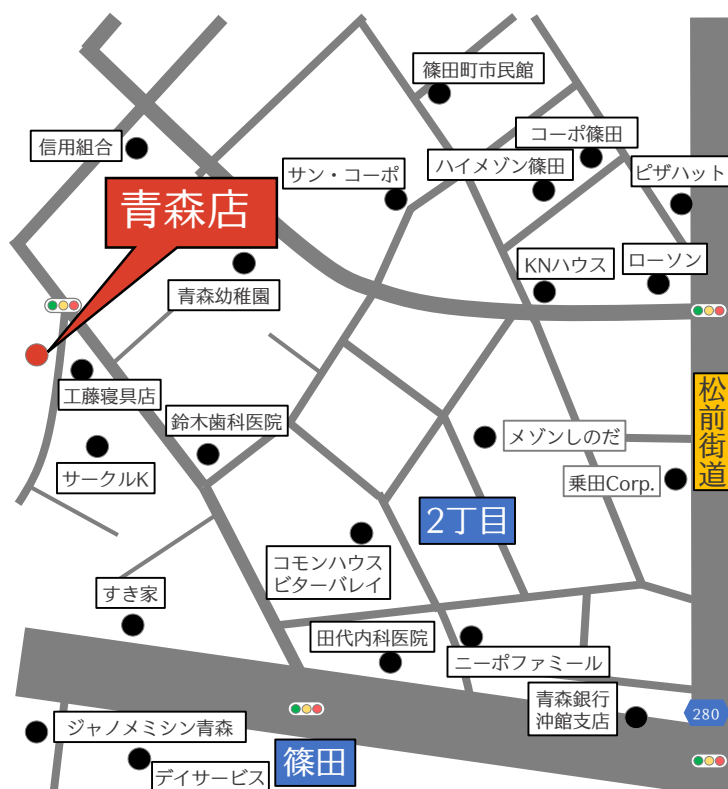 篠田町市民館
コーポ篠田
信用組合
ハイメゾン篠田
サン・コーポ
ピザハット
青森店
KNハウス
ローソン
青森幼稚園
工藤寝具店
松前街道
鈴木歯科医院
メゾンしのだ
サークルK
乗田Corp.
2丁目
コモンハウス
ビターバレイ
すき家
田代内科医院
ニーポファミール
青森銀行
沖館支店
280
ジャノメミシン青森
篠田
デイサービス